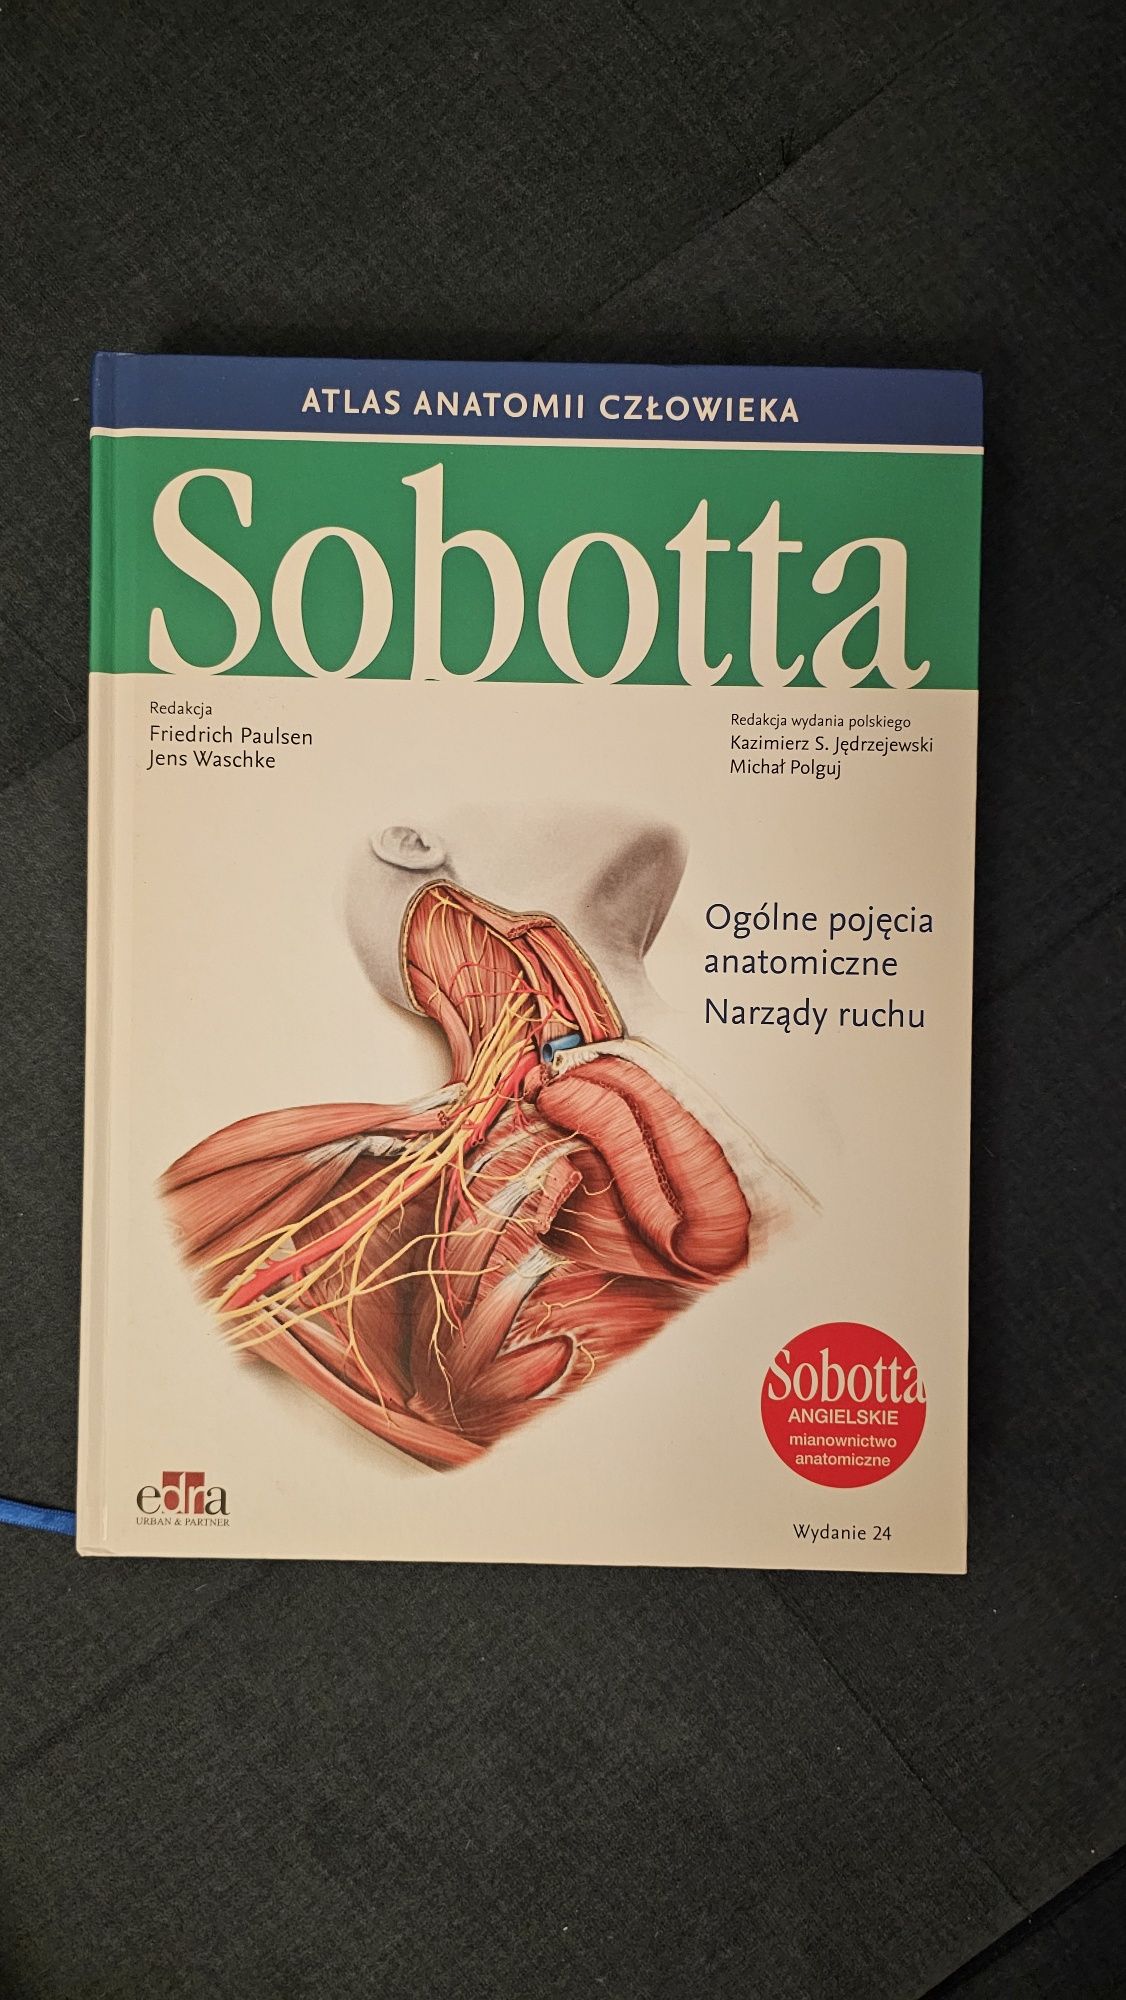 ATLAS ANATOMII CZŁOWIEKA
Sobotta
Redakcja
Friedrich Paulsen
Jens Waschke
Redakcja wydania polskiego
Kazimierz S. Jędrzejewski
Michał Polguj
Ogólne pojęcia
anatomiczne
Narządy ruchu
Sobotta
ANGIELSKIE
mianownictwo
anatomiczne
edra
URBAN & PARTNER
Wydanie 24